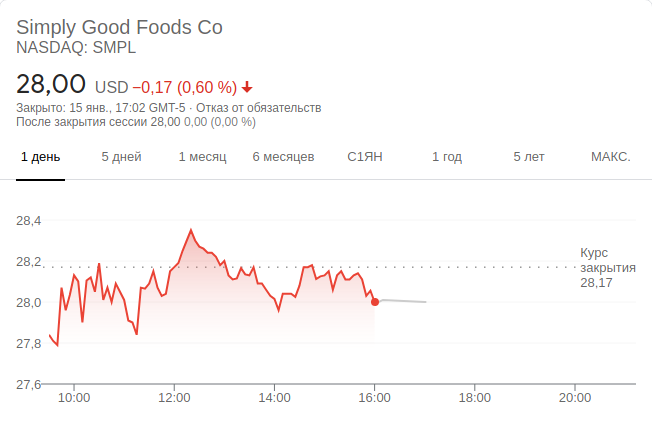 Simply Good Foods Co
NASDAQ: SMPL
28,00 USD −0,17 (0,60 %)
Закрыто: 15 янв., 17:02 GMT-5 · Отказ от обязательств
После закрытия сессии 28,00 0,00 (0,00 %)
1 день 5 дней 1 месяц 6 месяцев С1ЯН 1 год 5 лет МАКС.
28,4
28,2
28,0
27,8
27,6
Курс
закрытия
28,17
10:00 12:00 14:00 16:00 18:00 20:00